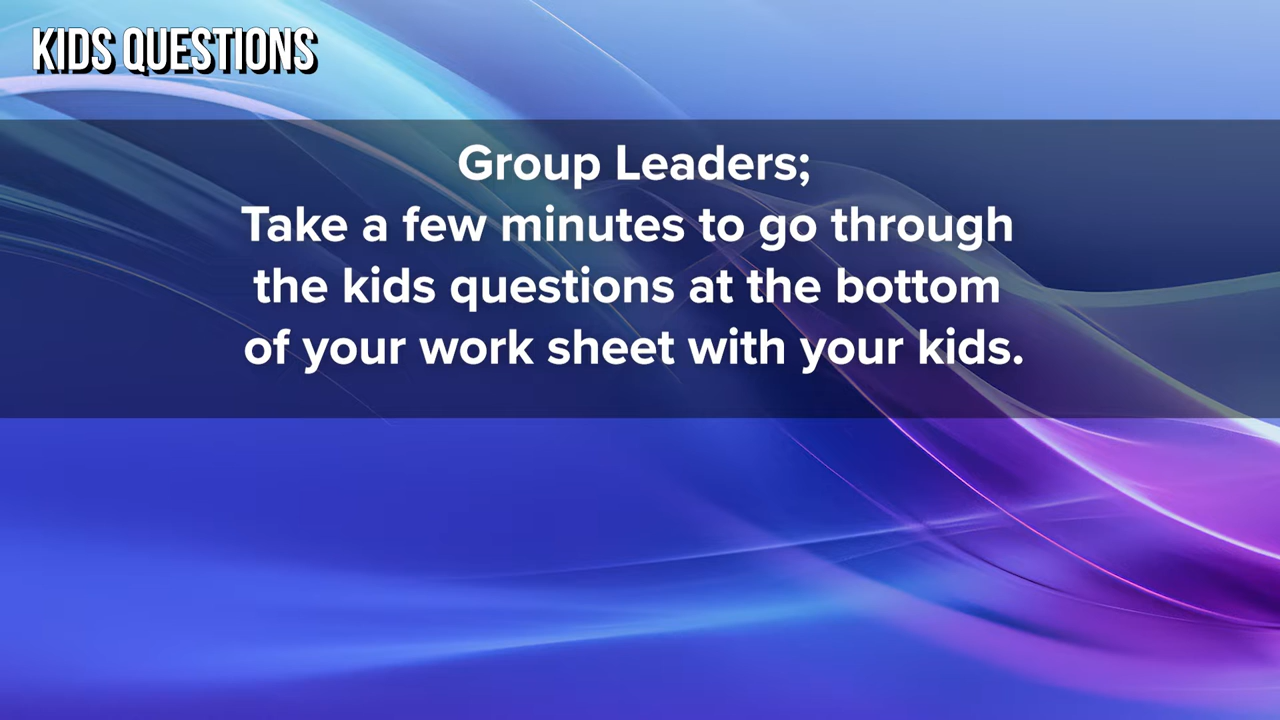 KIDS QUESTIONS
Group Leaders;
Take a few minutes to go through
the kids questions at the bottom
of your work sheet with your kids.